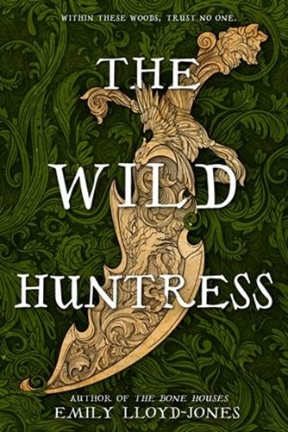 WITHIN THESE WOODS, TRUST NO ONE.
THE
WILD
HUNTRESS
AUTHOR OF THE BONE HOUSES
EMILY LLOYD-JONES